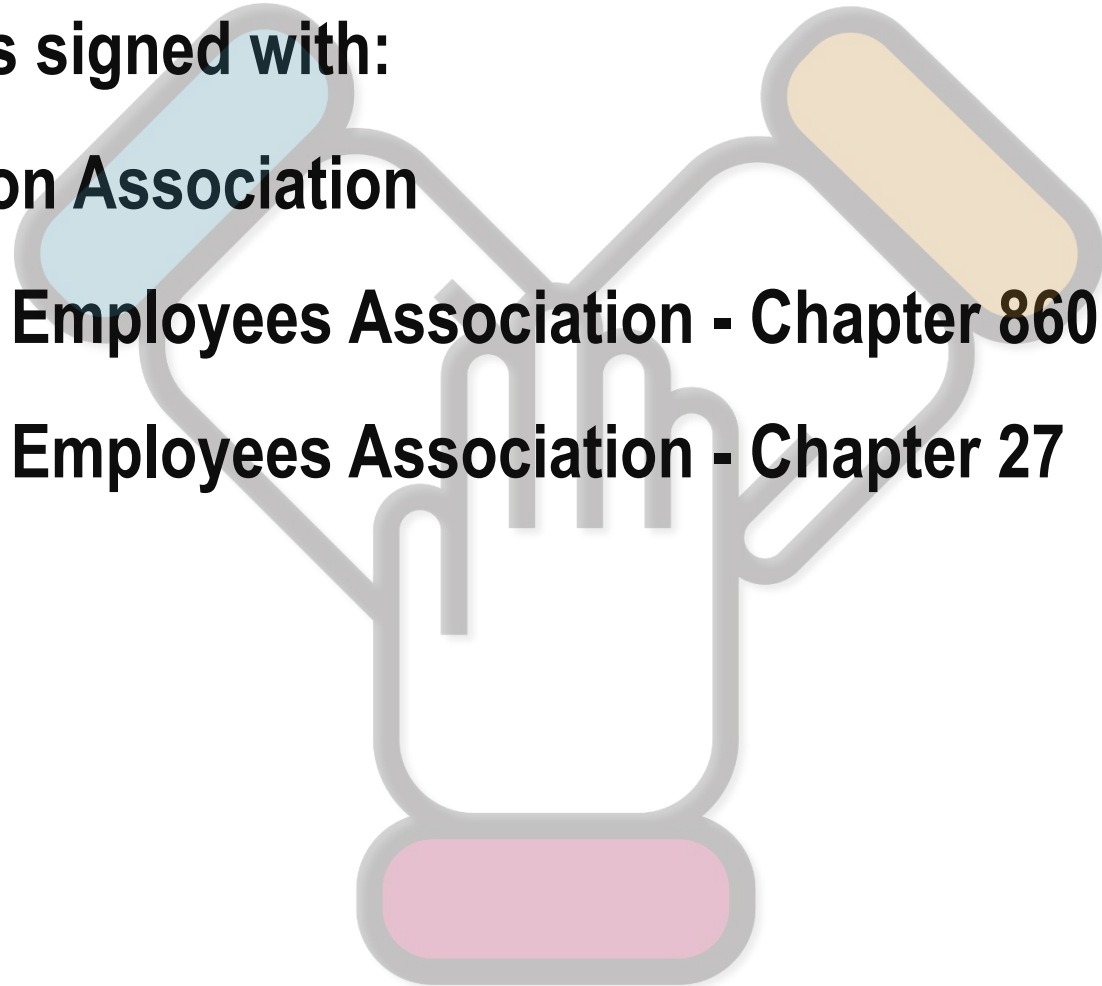 s signed with:
on Association
Employees Association - Chapter 860
Employees Association - Chapter 27